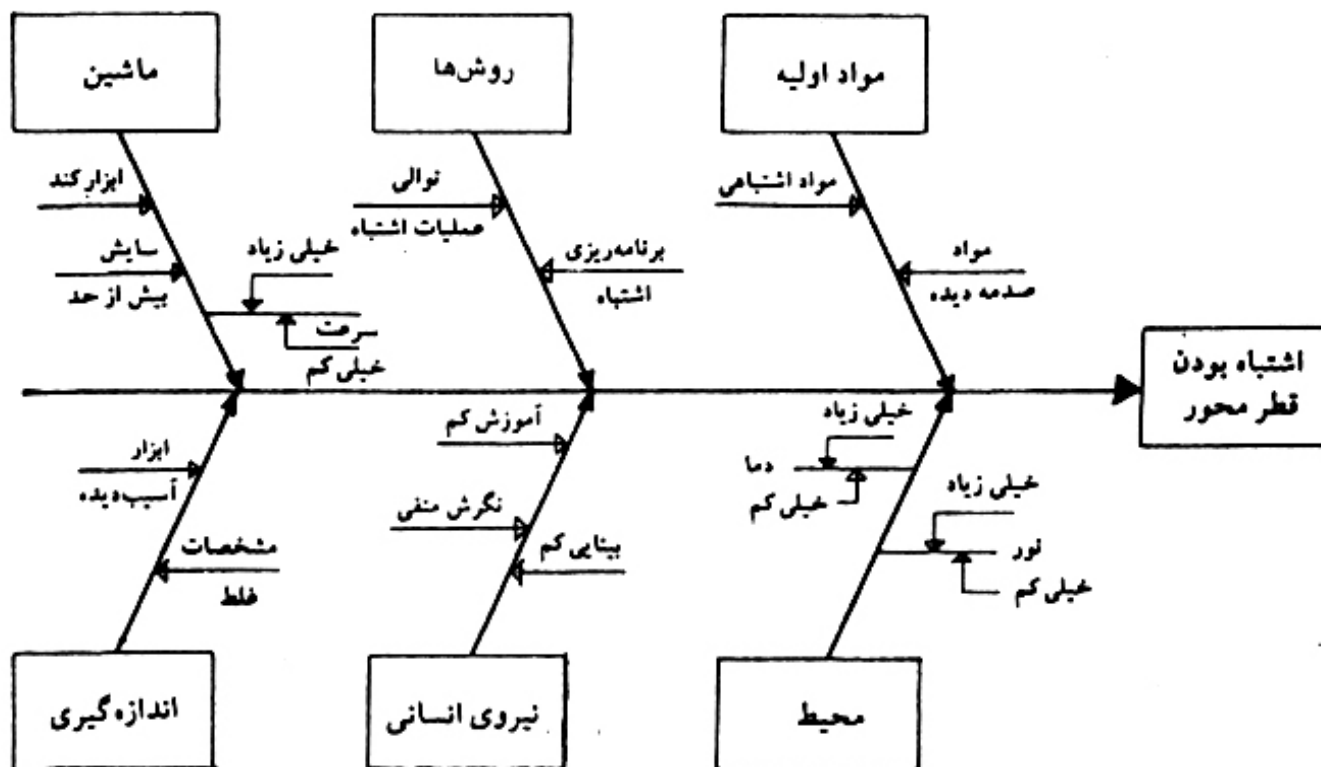 مواد اولیه
روش‌ها
ماشین
مواد اشتباهی
مواد
صدمه دیده
توالی
عملیات اشتباه
برنامه‌ریزی
اشتباه
ابزار کند
سایش
بیش از حد
خیلی زیاد
سرعت
خیلی کم
اشتباه بودن
قطر محور
خیلی زیاد
دما
خیلی کم
خیلی زیاد
نور
خیلی کم
آموزش کم
نگرش منفی
بینایی کم
ابزار
آسیب‌دیده
مشخصات
غلط
محیط
نیروی انسانی
اندازه‌گیری